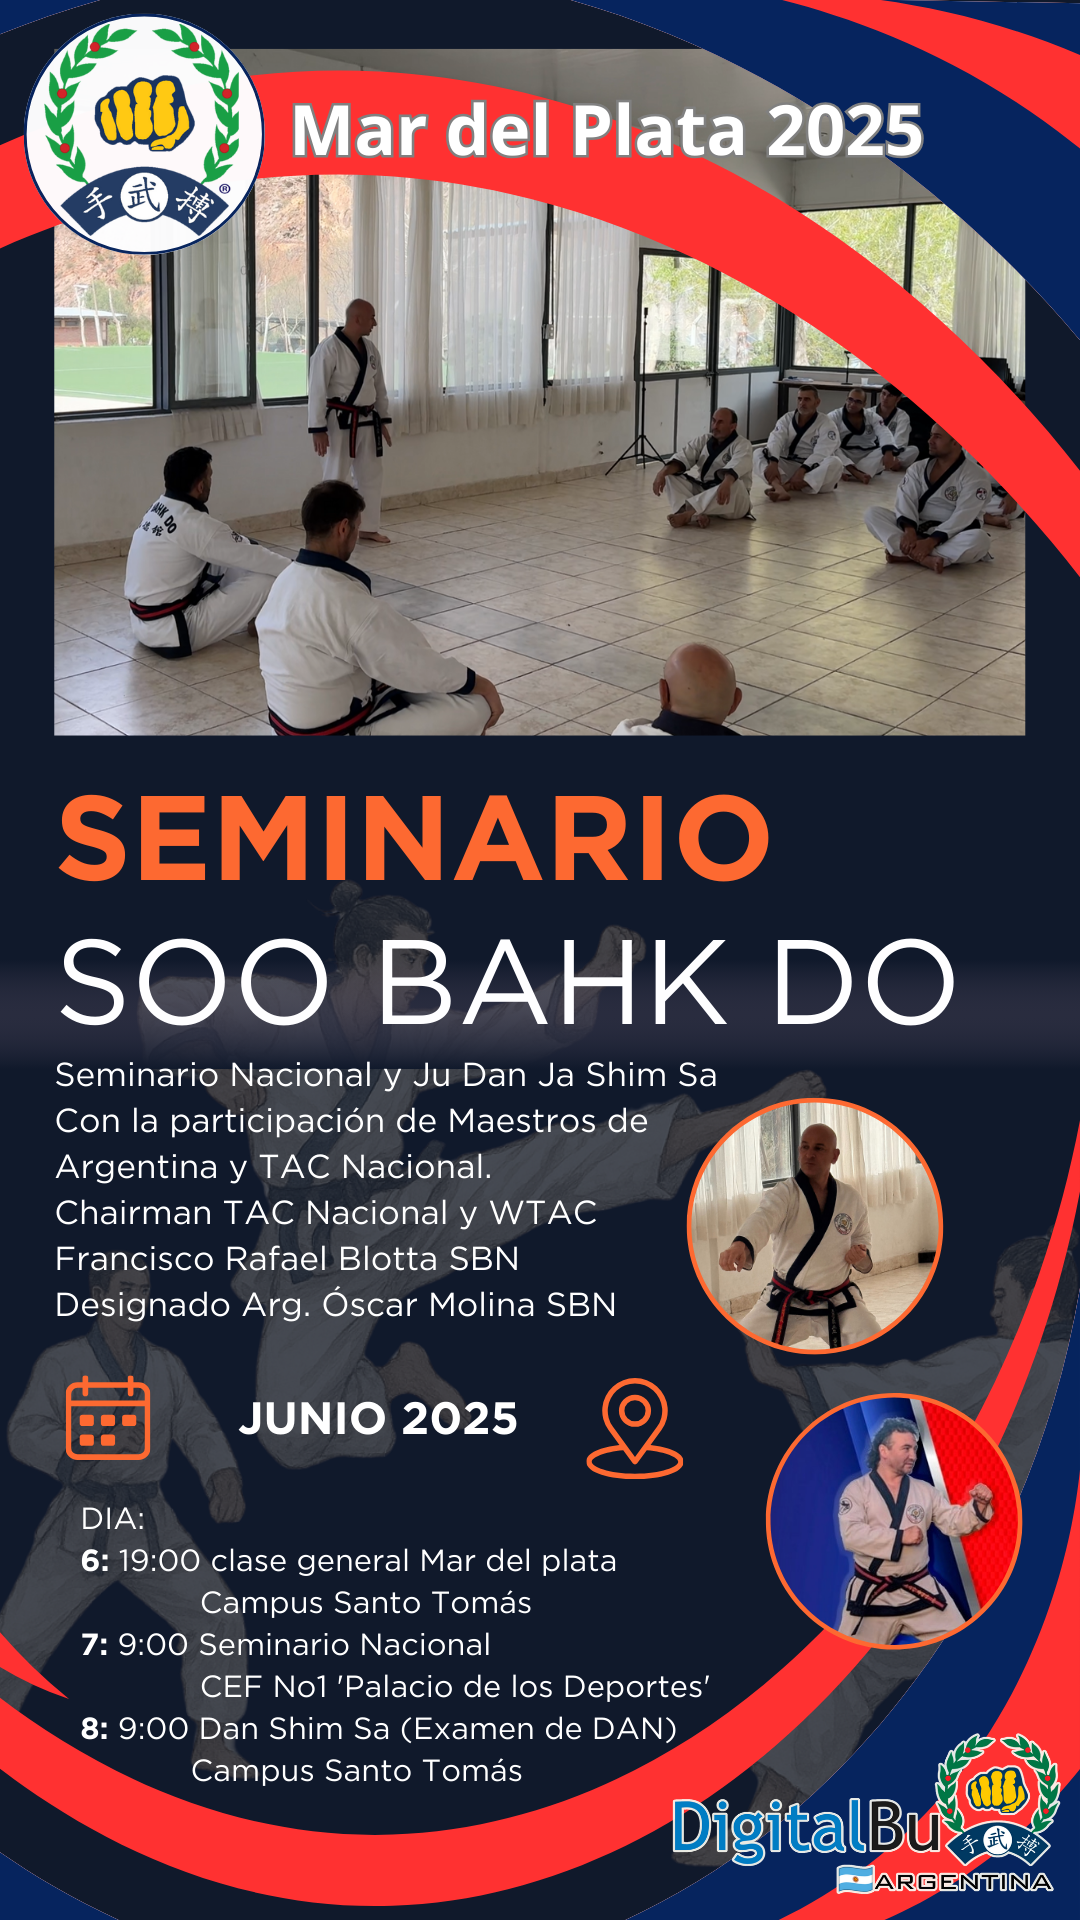 手 武 搏 ®
Mar del Plata 2025
BAHK DO
SEMINARIO
SOO BAHK DO
Seminario Nacional y Ju Dan Ja Shim Sa
Con la participación de Maestros de
Argentina y TAC Nacional.
Chairman TAC Nacional y WTAC
Francisco Rafael Blotta SBN
Designado Arg. Óscar Molina SBN
JUNIO 2025
DIA:
6: 19:00 clase general Mar del plata
Campus Santo Tomás
7: 9:00 Seminario Nacional
CEF No1 'Palacio de los Deportes'
8: 9:00 Dan Shim Sa (Examen de DAN)
Campus Santo Tomás
DigitalBu
手 武 搏
ARGENTINA